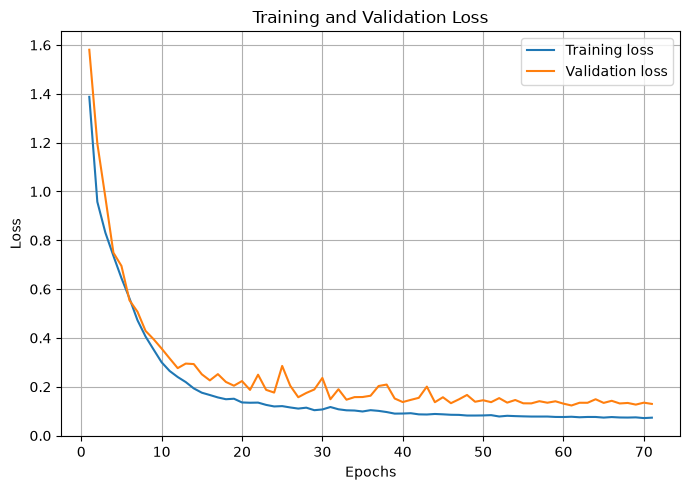 Training and Validation Loss
Training loss
Validation loss
1.6
1.4
1.2
1.0
0.8
0.6
0.4
0.2
0.0
Loss
0 10 20 30 40 50 60 70
Epochs